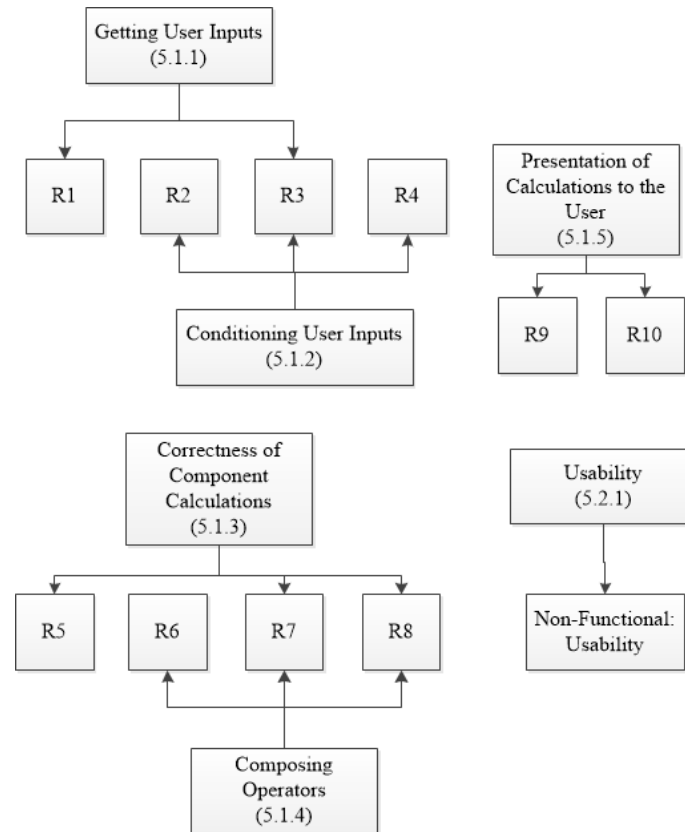 Getting User Inputs
(5.1.1)
R1
R2
R3
R4
Presentation of
Calculations to the
User
(5.1.5)
R9
R10
Conditioning User Inputs
(5.1.2)
Correctness of
Component
Calculations
(5.1.3)
Usability
(5.2.1)
R5
R6
R7
R8
Non-Functional:
Usability
Composing
Operators
(5.1.4)